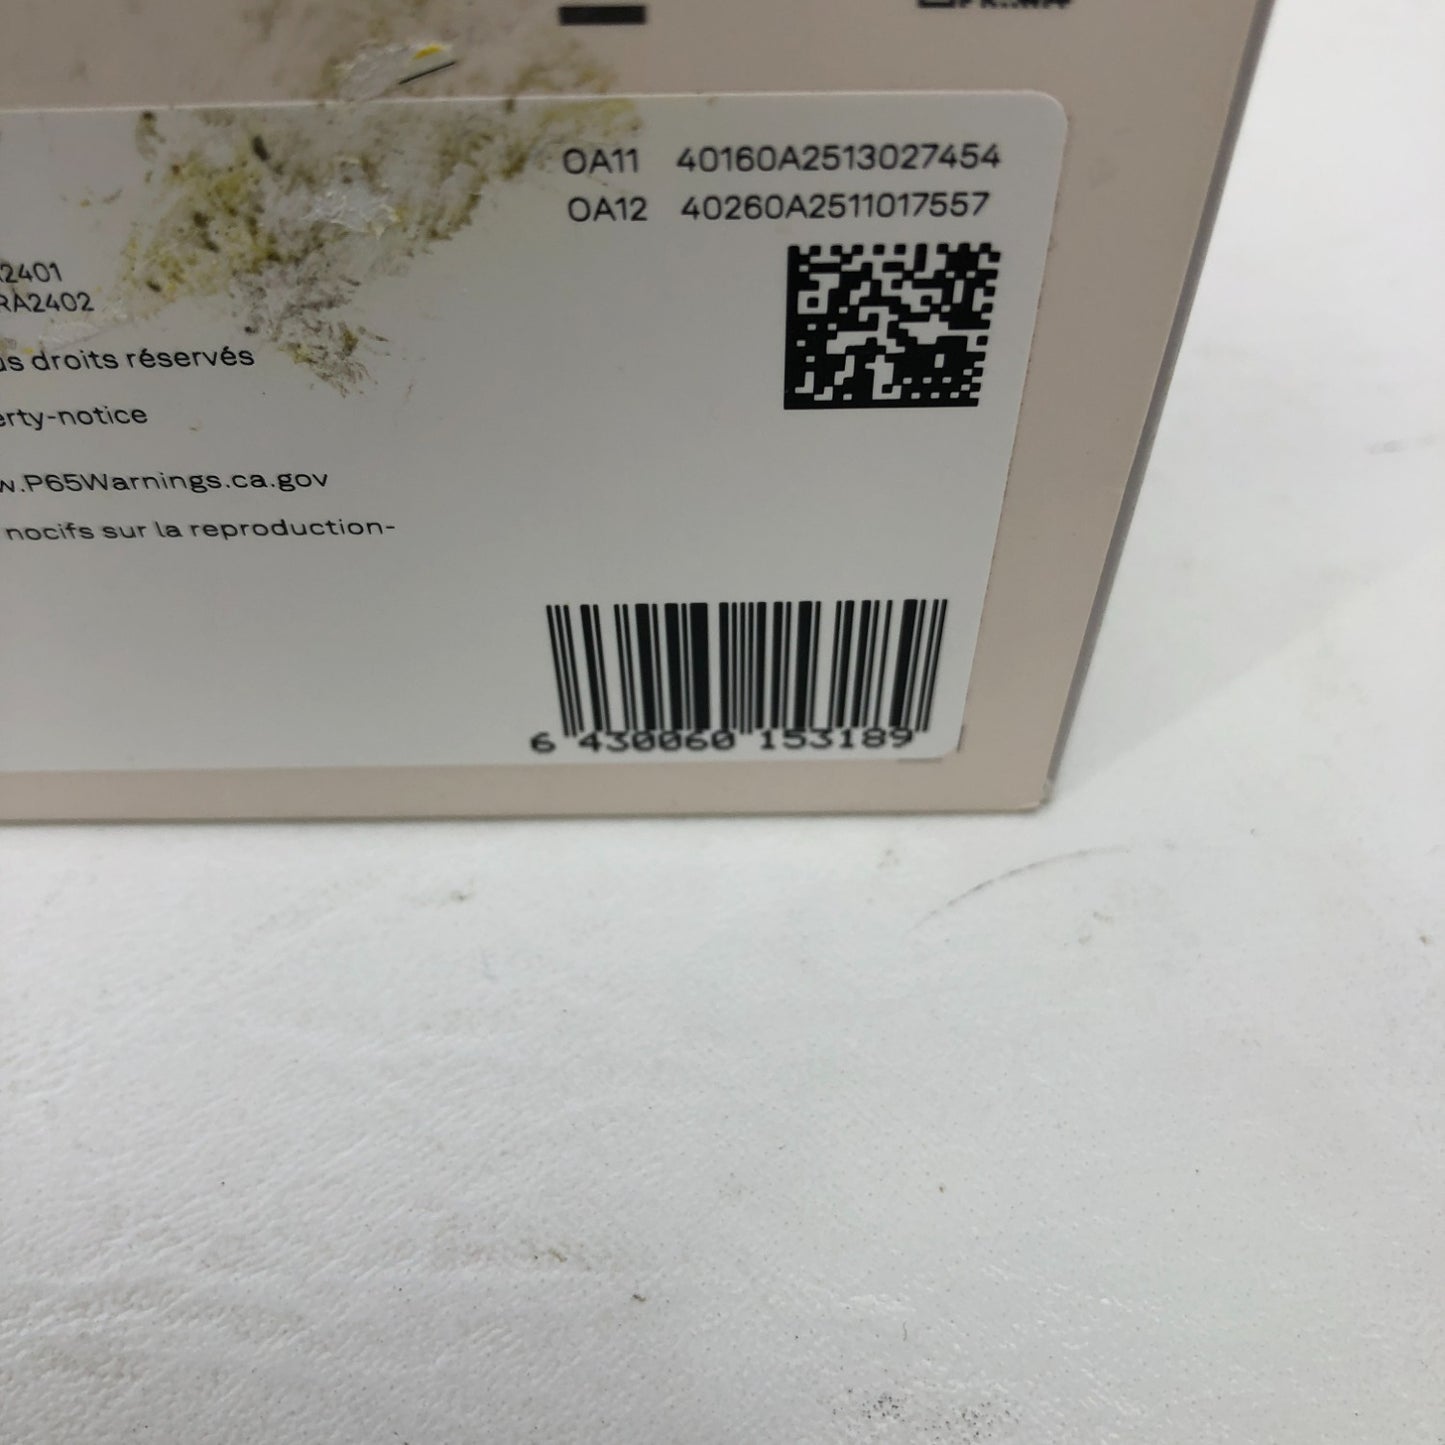 OA11 40160A2513027454
OA12 40260A2511017557
2401
RA2402
us droits réservés
erty-notice
w.P65Warnings.ca.gov
nocifs sur la reproduction-
6 430060 153189